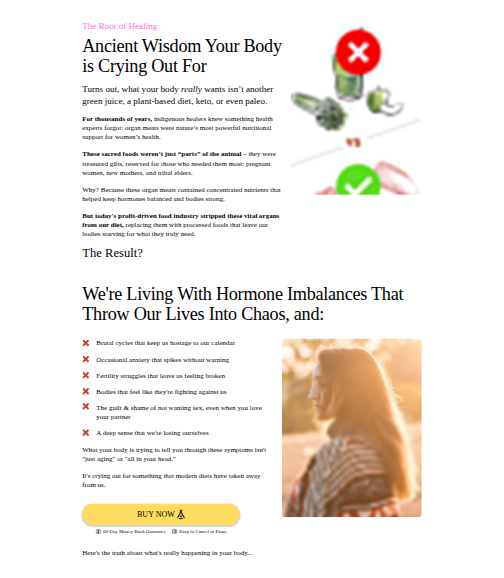 The Root of Healing
Ancient Wisdom Your Body
is Crying Out For
Turns out, what your body really wants isn't another
green juice, a plant-based diet, keto, or even paleo.
For thousands of years, indigenous healers knew something health
experts forgot: organ meats were nature's most powerful nutritional
support for women's health.
These sacred foods weren't just “parts” of the animal – they were
treasured gifts, reserved for those who needed them most: pregnant
women, new mothers, and tribal elders.
Why? Because these organ meats contained concentrated nutrients that
helped keep hormones balanced and bodies strong.
But today's profit-driven food industry stripped these vital organs
from our diet, replacing them with processed foods that leave our
bodies starving for what they truly need.
The Result?
VS
We're Living With Hormone Imbalances That
Throw Our Lives Into Chaos, and:
Brutal cycles that keep us hostage to our calendar
Occasional anxiety that spikes without warning
Fertility struggles that leave us feeling broken
Bodies that feel like they're fighting against us
The guilt & shame of not wanting sex, even when you love
your partner
A deep sense that we're losing ourselves
What your body is trying to tell you through these symptoms isn't
"just aging" or "all in your head."
It's crying out for something that modern diets have taken away
from us.
BUY NOW
60-Day Money-Back Guarantee Easy to Cancel or Pause
Here's the truth about what's really happening in your body...